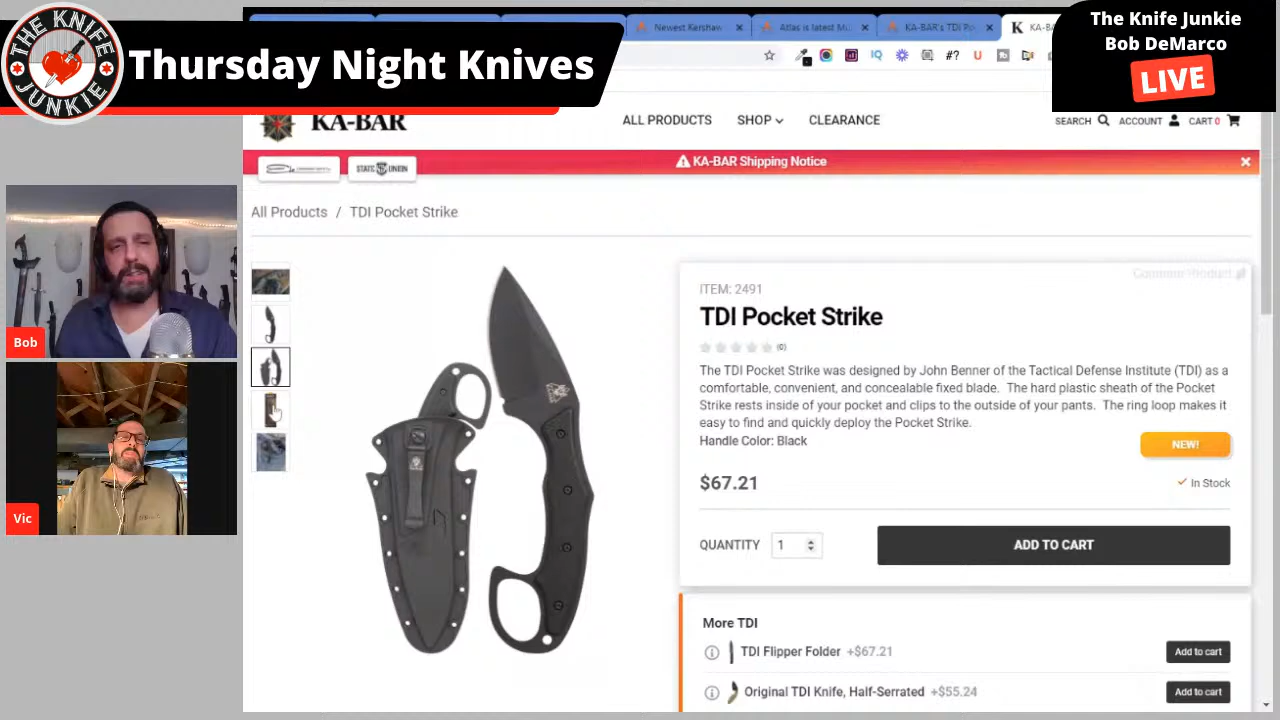 THE KNIFE
JUNKIE
Thursday Night Knives
Newest Kershaw
Atlas is latest Mu
KA-BAR's TDI Po
KA-BA
The Knife Junkie
Bob DeMarco
LIVE
#?
KA-BAR
ALL PRODUCTS
SHOP
CLEARANCE
SEARCH
ACCOUNT
CART 0
STATE UNION
KA-BAR Shipping Notice
All Products / TDI Pocket Strike
Bob
Vic
ITEM: 2491
TDI Pocket Strike
(0)
The TDI Pocket Strike was designed by John Benner of the Tactical Defense Institute (TDI) as a
comfortable, convenient, and concealable fixed blade. The hard plastic sheath of the Pocket
Strike rests inside of your pocket and clips to the outside of your pants. The ring loop makes it
easy to find and quickly deploy the Pocket Strike.
Handle Color: Black
NEW!
$67.21
In Stock
QUANTITY
1
ADD TO CART
More TDI
TDI Flipper Folder +$67.21
Add to cart
Original TDI Knife, Half-Serrated +$55.24
Add to cart